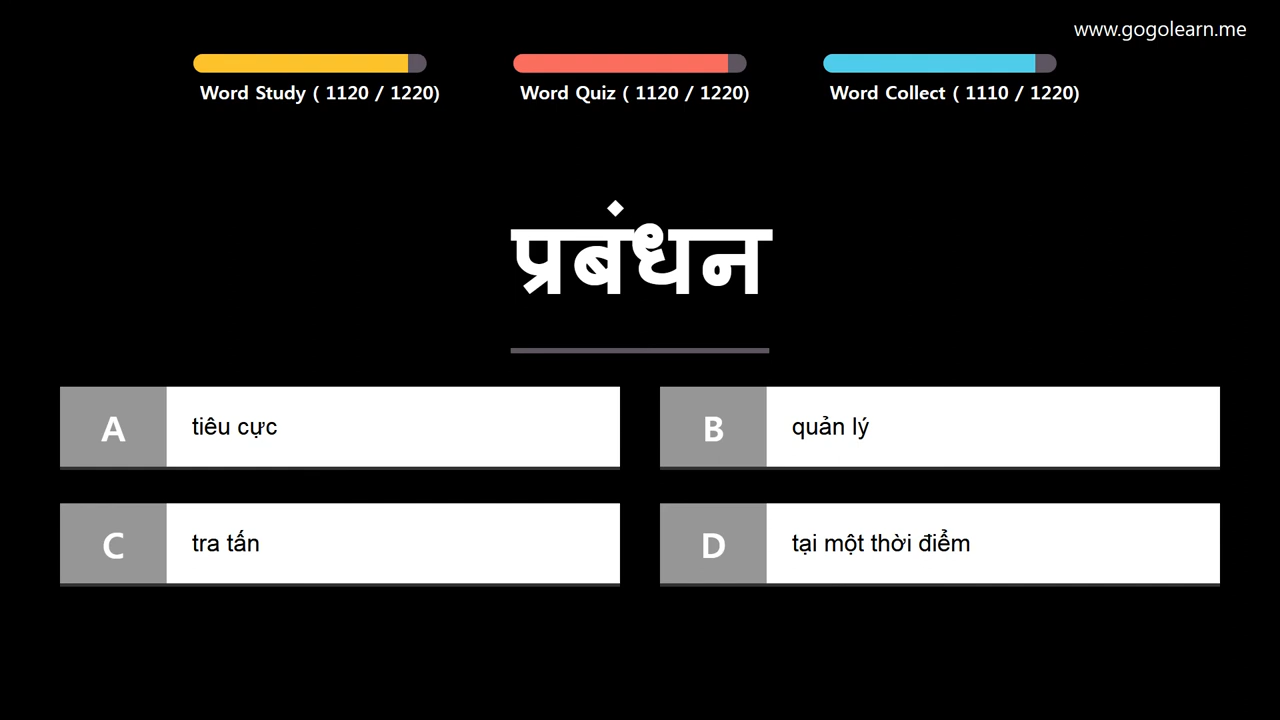 www.gogolearn.me
Word Study ( 1120 / 1220)
Word Quiz ( 1120 / 1220)
Word Collect ( 1110 / 1220)
प्रबंधन
A tiêu cực
B quản lý
C tra tấn
D tại một thời điểm